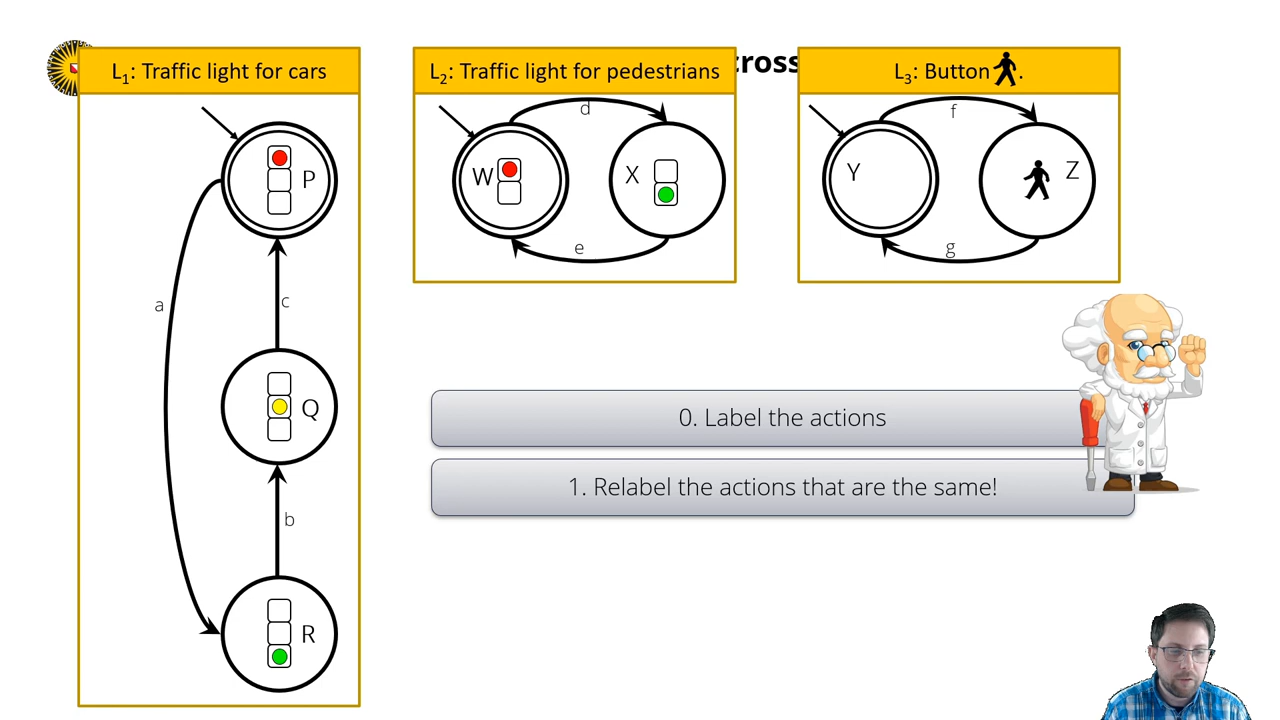 cross
L₁: Traffic light for cars
P
a
c
Q
b
R
L₂: Traffic light for pedestrians
d
W
X
e
L₃: Button .
f
Y
Z
g
0. Label the actions
1. Relabel the actions that are the same!